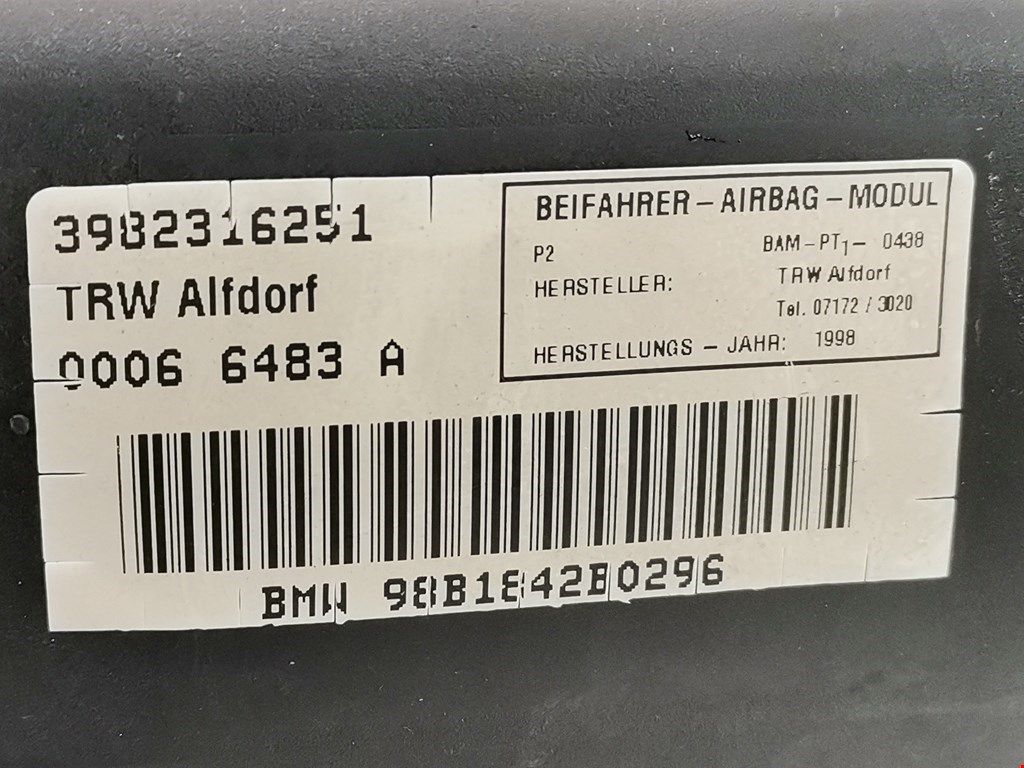 3982316251
TRW Alfdorf
0006 6483 A
BEIFAHRER-AIRBAG-MODUL
P2 BAM-PT1- 0438
HERSTELLER: TRW Alfdorf
Tel. 07172 / 3020
HERSTELLUNGS-JAHR: 1998
BMW 98B1842B0296